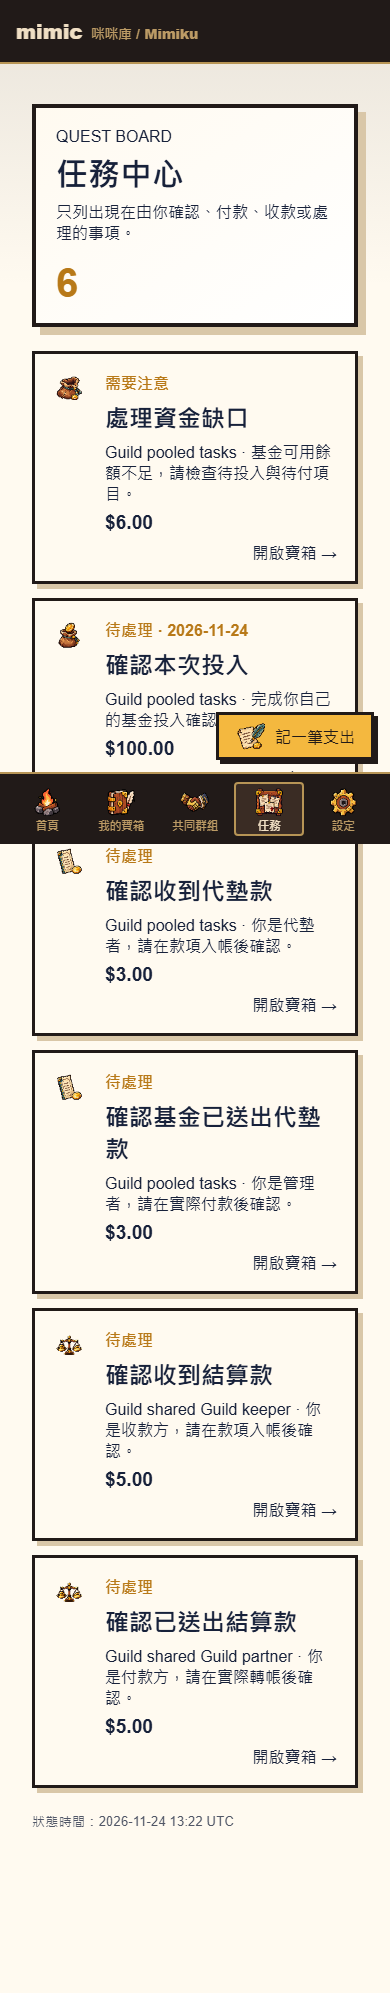 mimic 咪咪庫 / Mimiku
QUEST BOARD
任務中心
只列出現在由你確認、付款、收款或處
理的事項。
6
需要注意
處理資金缺口
Guild pooled tasks · 基金可用餘
額不足，請檢查待投入與待付項
目。
$6.00
開啟寶箱 →
待處理 · 2026-11-24
確認本次投入
Guild pooled tasks · 完成你自己
的基金投入確認
$100.00
記一筆支出
首頁 我的寶箱 共同群組 任務 設定
待處理
確認收到代墊款
Guild pooled tasks · 你是代墊
者，請在款項入帳後確認。
$3.00
開啟寶箱 →
待處理
確認基金已送出代墊
款
Guild pooled tasks · 你是管理
者，請在實際付款後確認。
$3.00
開啟寶箱 →
待處理
確認收到結算款
Guild shared Guild keeper · 你
是收款方，請在款項入帳後確
認。
$5.00
開啟寶箱 →
待處理
確認已送出結算款
Guild shared Guild partner · 你
是付款方，請在實際轉帳後確
認。
$5.00
開啟寶箱 →
狀態時間：2026-11-24 13:22 UTC